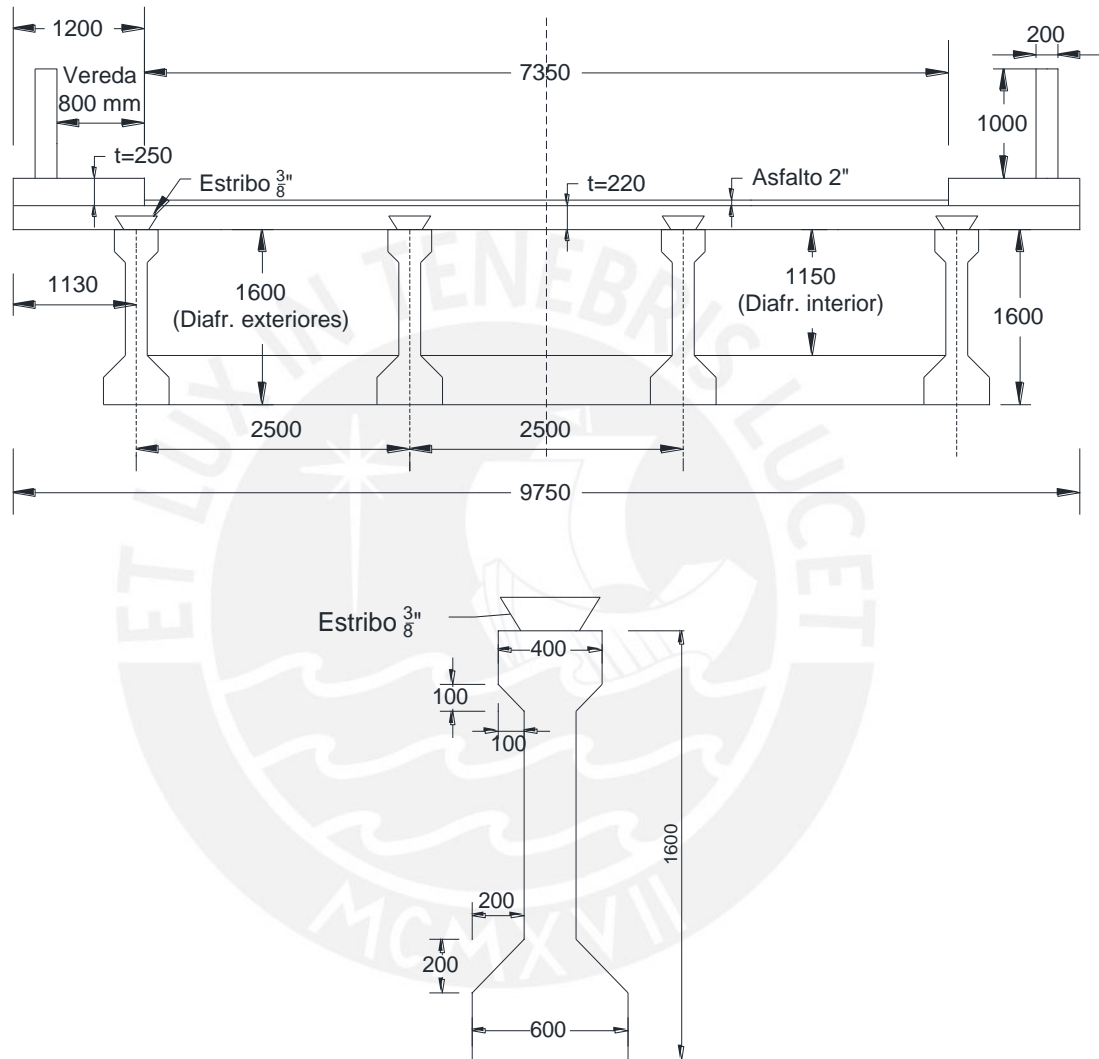 1200
200
7350
Vereda
800 mm
1000
t=250
Estribo 3/8"
t=220
Asfalto 2"
1130
1600
(Diafr. exteriores)
1150
(Diafr. interior)
1600
2500
2500
9750
ET LUX IN TENEBRIS LUCET
Estribo 3/8"
400
100
100
1600
200
200
600
MCMXVII